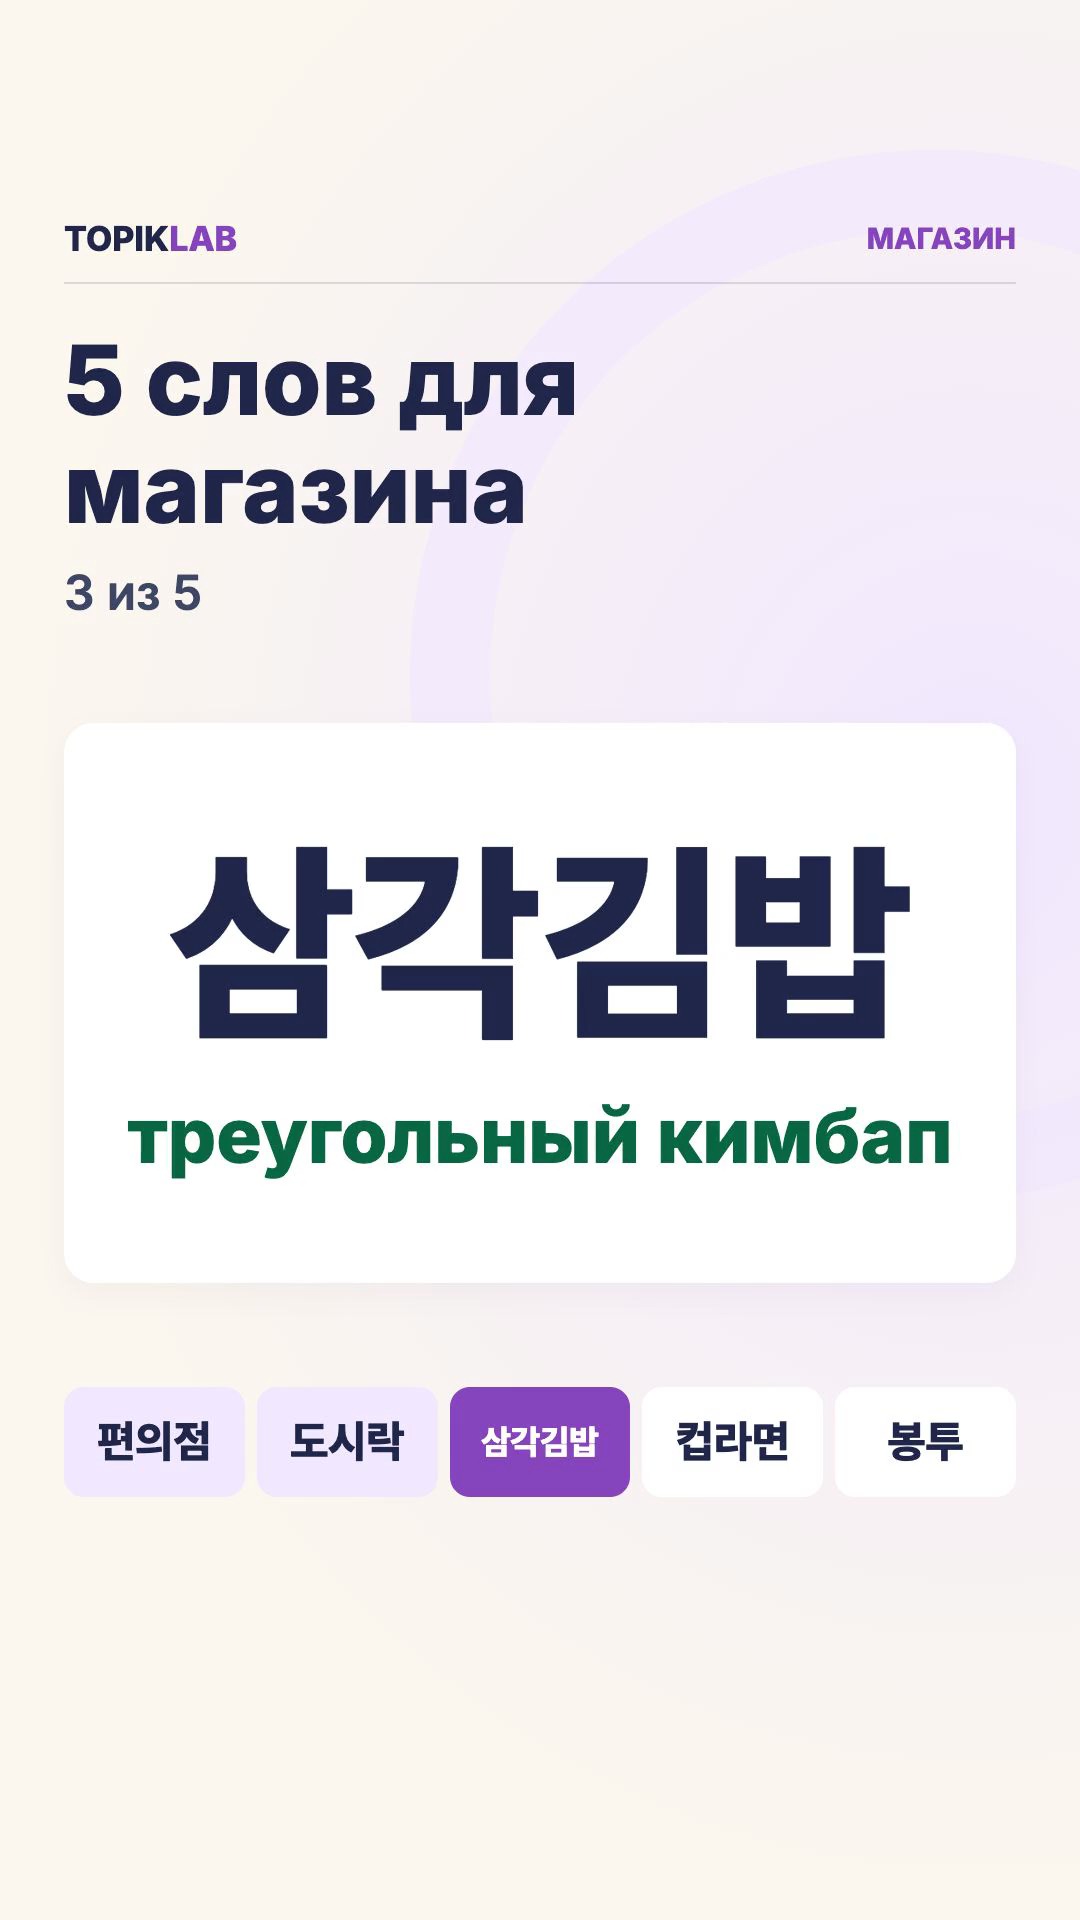 TOPIKLAB
МАГАЗИН
5 слов для
магазина
3 из 5
삼각김밥
треугольный кимбап
편의점
도시락
삼각김밥
컵라면
봉투